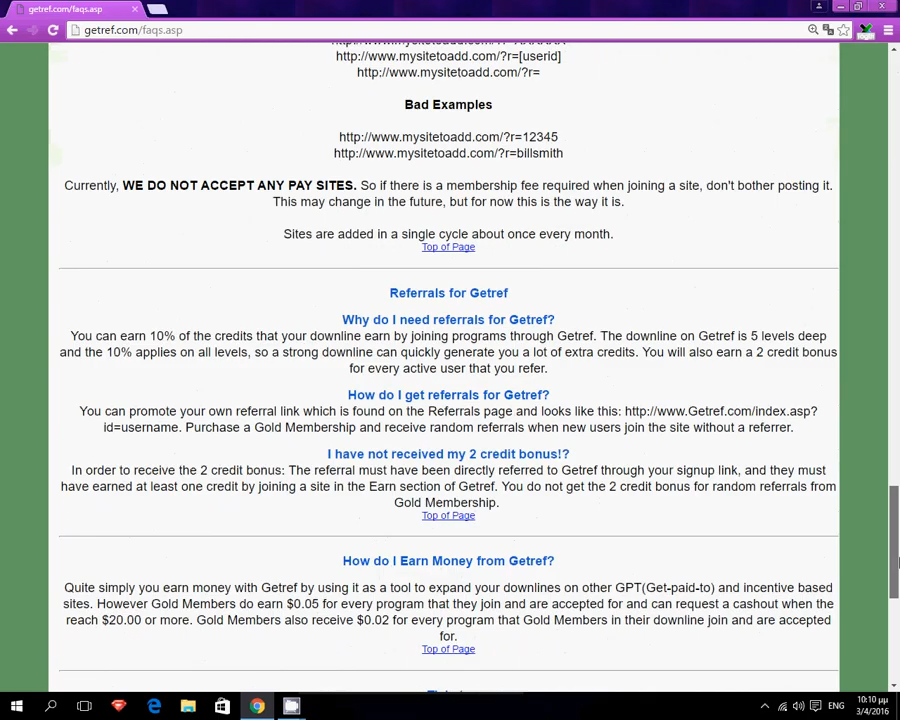 getref.com/faqs.asp
getref.com/faqs.asp
http://www.mysitetoadd.com/?r=[userid]
http://www.mysitetoadd.com/?r=
Bad Examples
http://www.mysitetoadd.com/?r=12345
http://www.mysitetoadd.com/?r=billsmith
Currently, WE DO NOT ACCEPT ANY PAY SITES. So if there is a membership fee required when joining a site, don't bother posting it.
This may change in the future, but for now this is the way it is.
Sites are added in a single cycle about once every month.
Top of Page
Referrals for Getref
Why do I need referrals for Getref?
You can earn 10% of the credits that your downline earn by joining programs through Getref. The downline on Getref is 5 levels deep
and the 10% applies on all levels, so a strong downline can quickly generate you a lot of extra credits. You will also earn a 2 credit bonus
for every active user that you refer.
How do I get referrals for Getref?
You can promote your own referral link which is found on the Referrals page and looks like this: http://www.Getref.com/index.asp?
id=username. Purchase a Gold Membership and receive random referrals when new users join the site without a referrer.
I have not received my 2 credit bonus!?
In order to receive the 2 credit bonus: The referral must have been directly referred to Getref through your signup link, and they must
have earned at least one credit by joining a site in the Earn section of Getref. You do not get the 2 credit bonus for random referrals from
Gold Membership.
Top of Page
How do I Earn Money from Getref?
Quite simply you earn money with Getref by using it as a tool to expand your downlines on other GPT(Get-paid-to) and incentive based
sites. However Gold Members do earn $0.05 for every program that they join and are accepted for and can request a cashout when the
reach $20.00 or more. Gold Members also receive $0.02 for every program that Gold Members in their downline join and are accepted
for.
Top of Page
ENG
10:10 μμ
3/4/2016